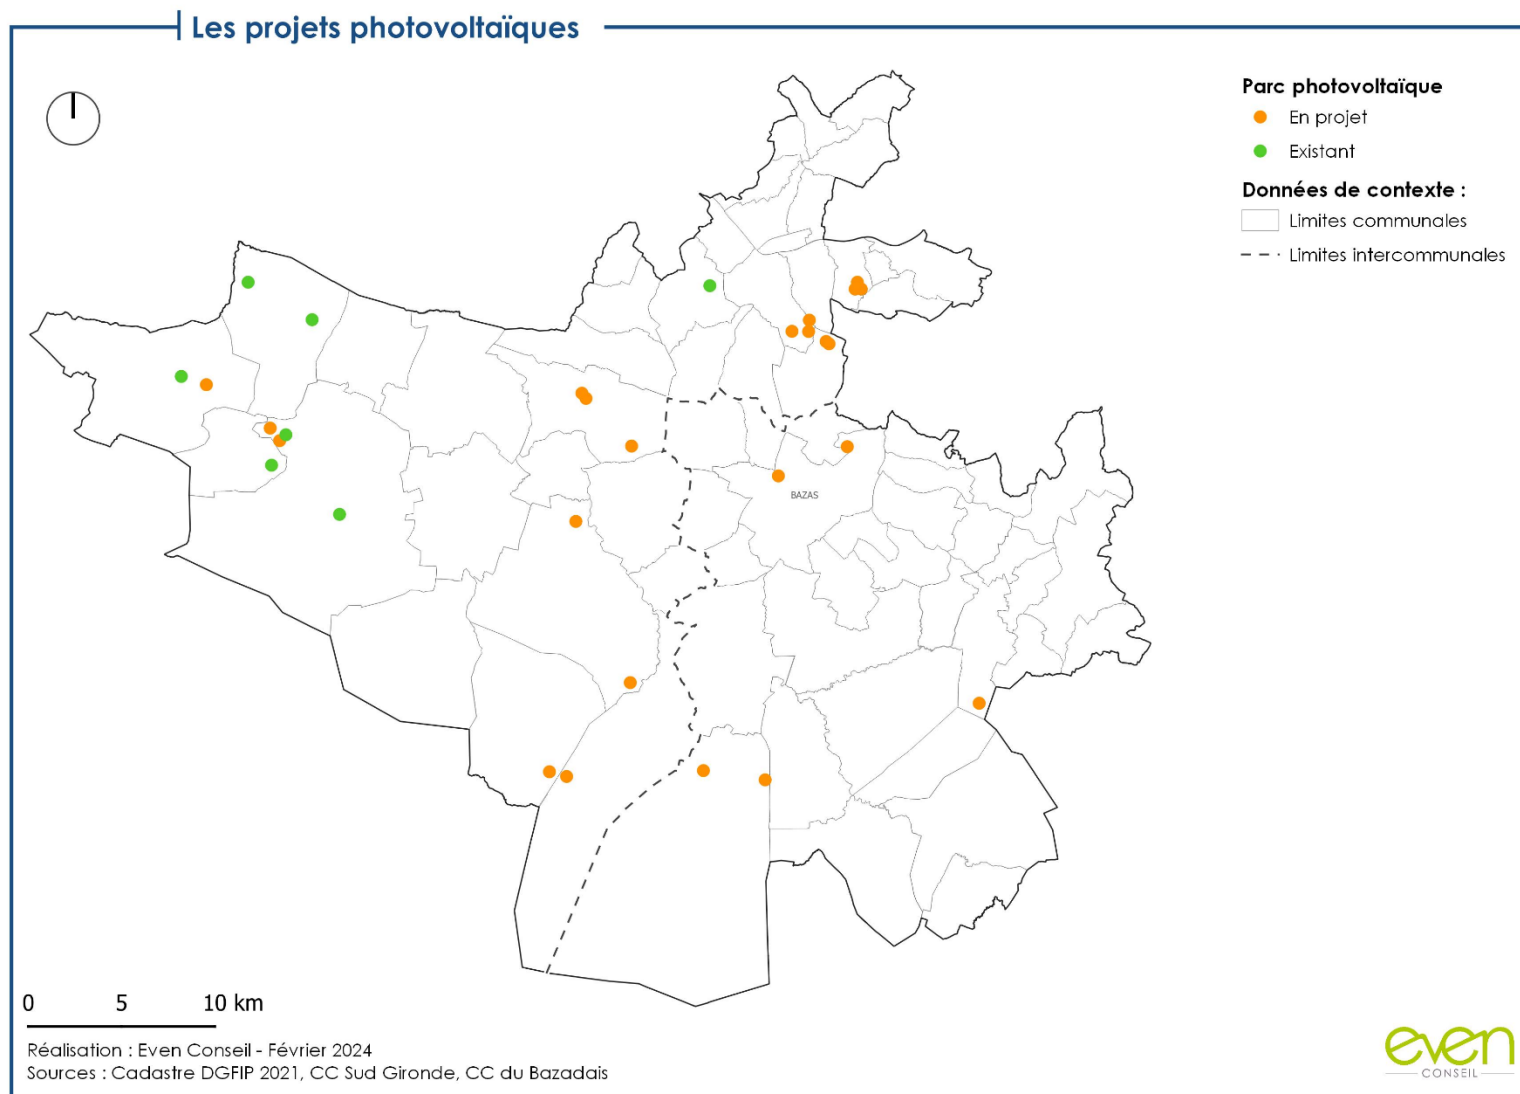 Les projets photovoltaïques
Parc photovoltaïque
En projet
Existant
Données de contexte :
Limites communales
Limites intercommunales
BAZAS
0 5 10 km
Réalisation : Even Conseil - Février 2024
Sources : Cadastre DGFIP 2021, CC Sud Gironde, CC du Bazadais
even
CONSEIL